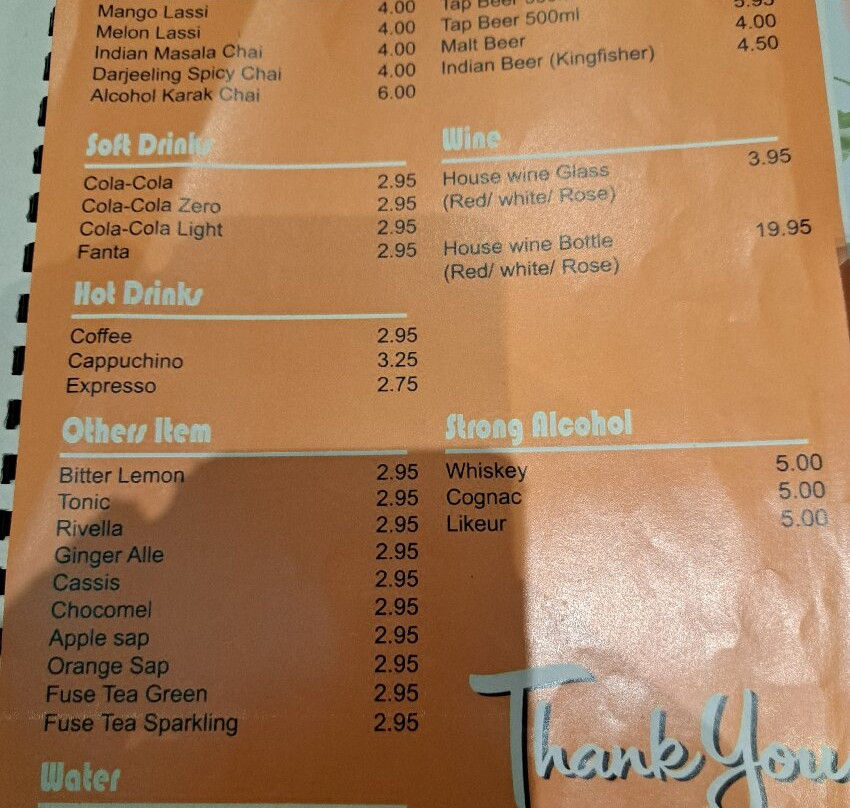 Mango Lassi 4.00
Melon Lassi 4.00
Indian Masala Chai 4.00
Darjeeling Spicy Chai 4.00
Alcohol Karak Chai 6.00
Soft Drinks
Cola-Cola 2.95
Cola-Cola Zero 2.95
Cola-Cola Light 2.95
Fanta 2.95
Hot Drinks
Coffee 2.95
Cappuchino 3.25
Expresso 2.75
Others Item
Bitter Lemon 2.95
Tonic 2.95
Rivella 2.95
Ginger Alle 2.95
Cassis 2.95
Chocomel 2.95
Apple sap 2.95
Orange Sap 2.95
Fuse Tea Green 2.95
Fuse Tea Sparkling 2.95
Water
Tap Beer
Tap Beer 500ml 5.95
Malt Beer 4.00
Indian Beer (Kingfisher) 4.50
Wine
House wine Glass 3.95
(Red/ white/ Rose)
House wine Bottle 19.95
(Red/ white/ Rose)
Strong Alcohol
Whiskey 5.00
Cognac 5.00
Likeur 5.00
Thank You